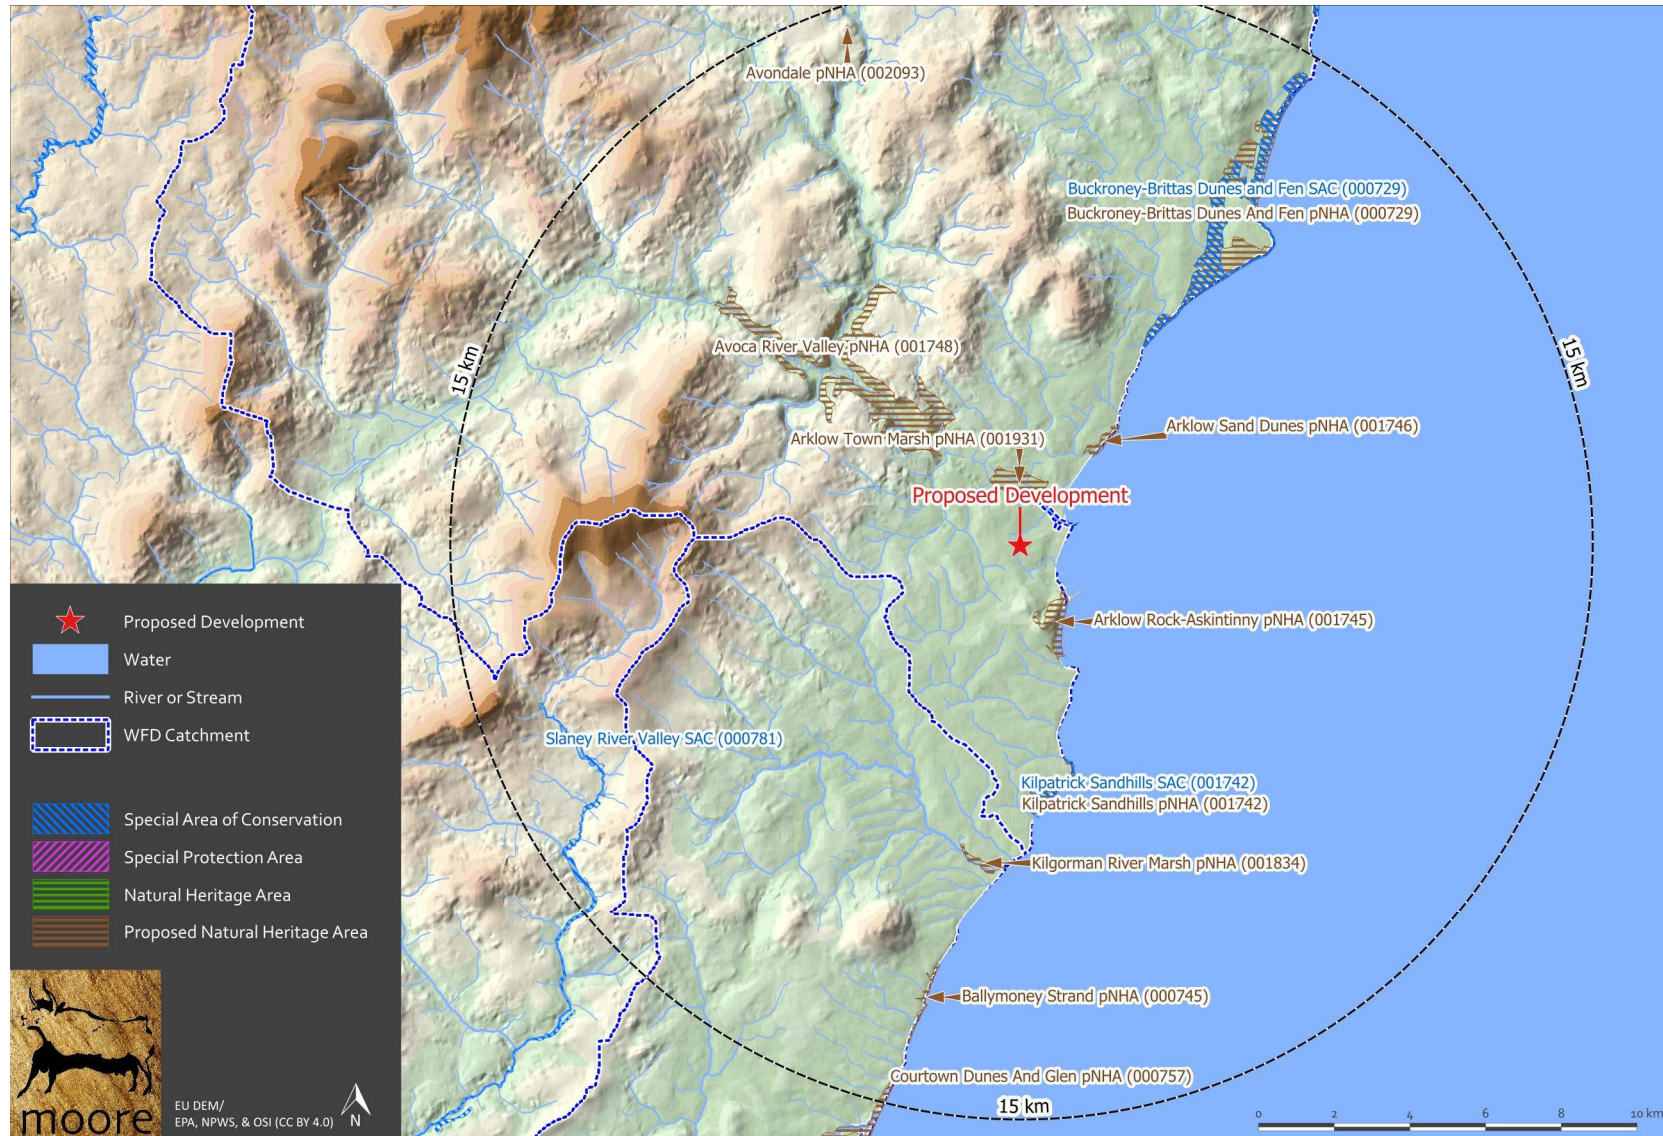 Avondale pNHA (002093)
Buckroney-Brittas Dunes and Fen SAC (000729)
Buckroney-Brittas Dunes And Fen pNHA (000729)
15 km
Avoca River Valley pNHA (001748)
15 km
Arklow Sand Dunes pNHA (001746)
Arklow Town Marsh pNHA (001931)
Proposed Development
Arklow Rock-Askintinny pNHA (001745)
Slaney River Valley SAC (000781)
Kilpatrick Sandhills SAC (001742)
Kilpatrick Sandhills pNHA (001742)
Kilgorman River Marsh pNHA (001834)
Ballymoney Strand pNHA (000745)
Courtown Dunes And Glen pNHA (000757)
15 km
Proposed Development
Water
River or Stream
WFD Catchment
Special Area of Conservation
Special Protection Area
Natural Heritage Area
Proposed Natural Heritage Area
moore
EU DEM/
EPA, NPWS, & OSI (CC BY 4.0)
N
0 2 4 6 8 10 km